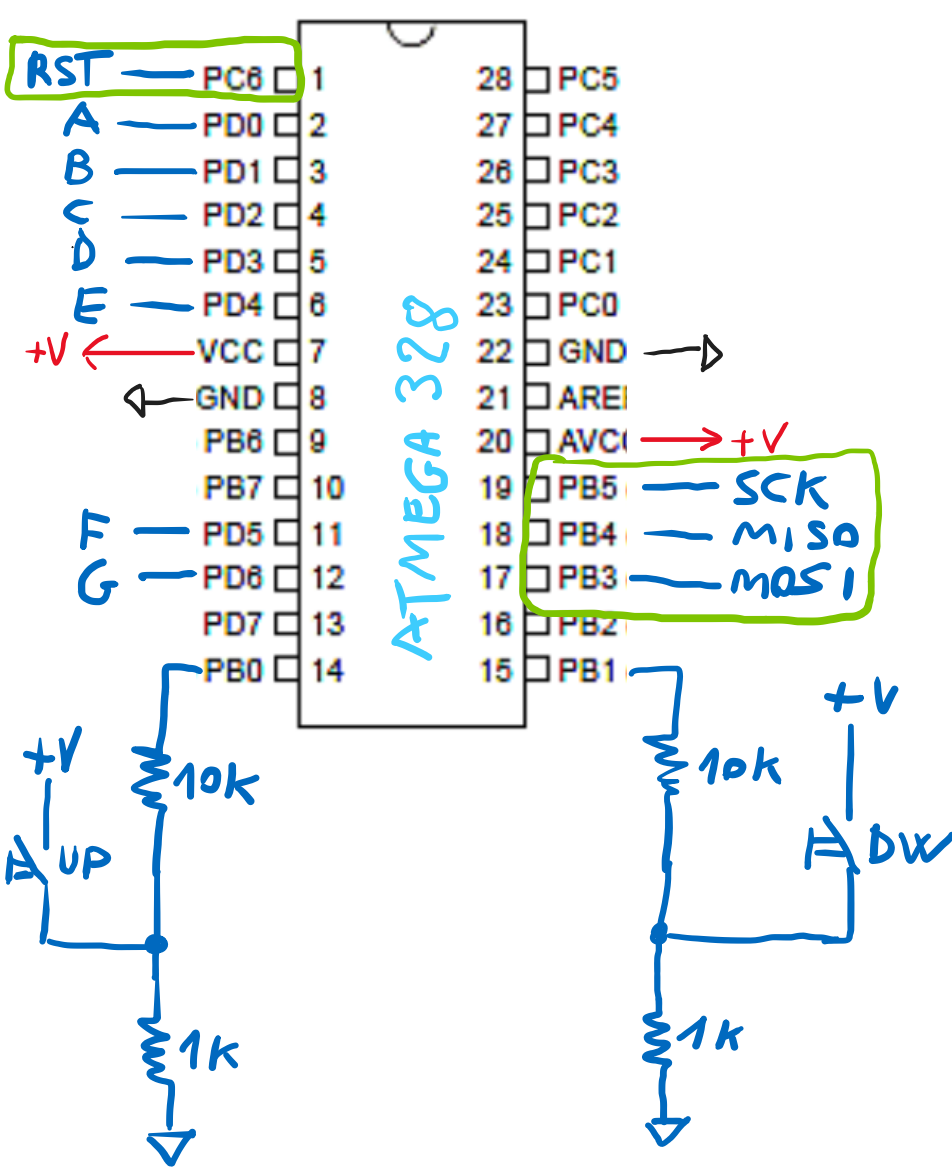 RST PC6 1 28 PC5
A PD0 2 27 PC4
B PD1 3 26 PC3
C PD2 4 25 PC2
D PD3 5 24 PC1
E PD4 6 23 PC0
+V VCC 7 22 GND
GND 8 21 AREF
PB6 9 20 AVCC +V
PB7 10 19 PB5 SCK
F PD5 11 18 PB4 MISO
G PD6 12 17 PB3 MOSI
PD7 13 16 PB2
PB0 14 15 PB1
ATMEGA 328
+V +V
10K 10K
UP DW
1K 1K